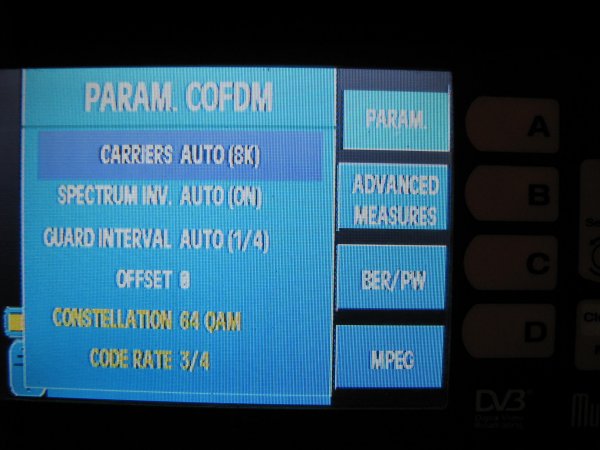 PARAM. COFDM
CARRIERS AUTO (8K)
SPECTRUM INV. AUTO (ON)
GUARD INTERVAL AUTO (1/4)
OFFSET 0
CONSTELLATION 64 QAM
CODE RATE 3/4
PARAM.
ADVANCED
MEASURES
BER/PW
MPEG
A
B
C
D
DVB